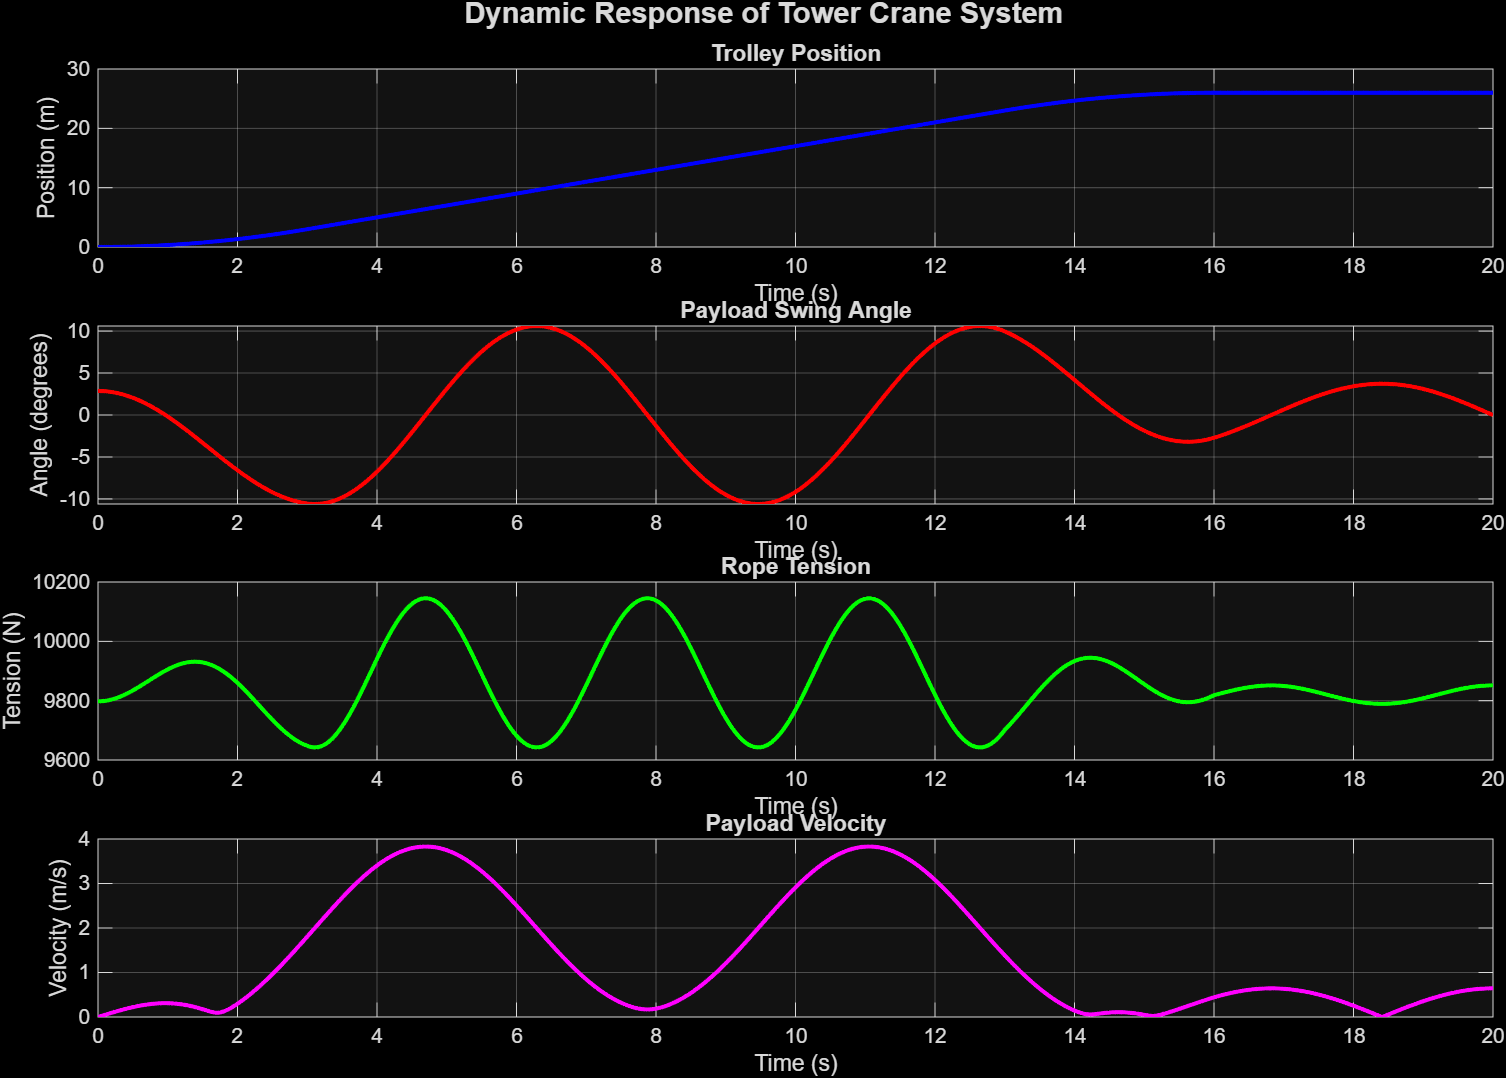 Dynamic Response of Tower Crane System
Trolley Position
Position (m)
30
20
10
0
0 2 4 6 8 10 12 14 16 18 20
Time (s)
Payload Swing Angle
Angle (degrees)
10
5
0
-5
-10
0 2 4 6 8 10 12 14 16 18 20
Time (s)
Rope Tension
Tension (N)
10200
10000
9800
9600
0 2 4 6 8 10 12 14 16 18 20
Time (s)
Payload Velocity
Velocity (m/s)
4
3
2
1
0
0 2 4 6 8 10 12 14 16 18 20
Time (s)